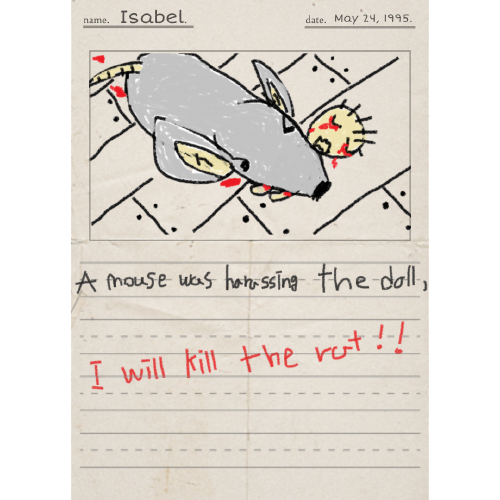 name. Isabel.
date. May 24, 1995.
A mouse was harassing the doll,
I will kill the rat!!